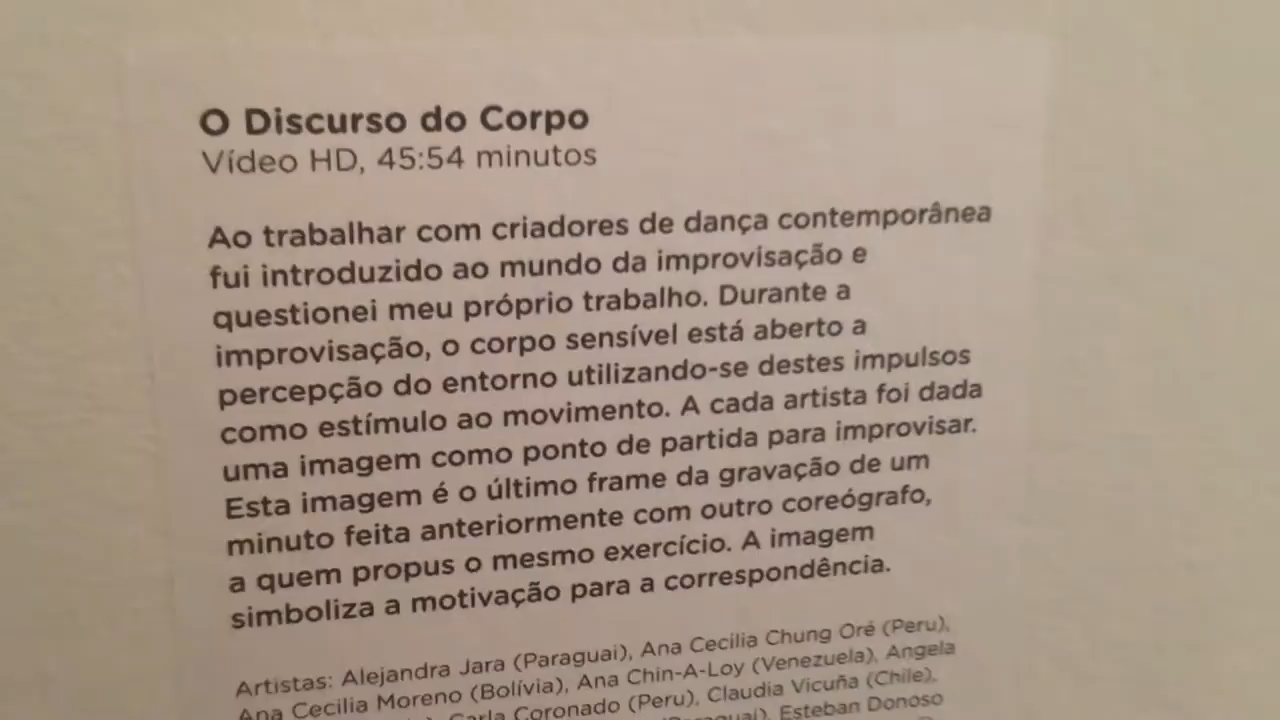 O Discurso do Corpo
Vídeo HD, 45:54 minutos
Ao trabalhar com criadores de dança contemporânea
fui introduzido ao mundo da improvisação e
questionei meu próprio trabalho. Durante a
improvisação, o corpo sensível está aberto a
percepção do entorno utilizando-se destes impulsos
como estímulo ao movimento. A cada artista foi dada
uma imagem como ponto de partida para improvisar.
Esta imagem é o último frame da gravação de um
minuto feita anteriormente com outro coreógrafo,
a quem propus o mesmo exercício. A imagem
simboliza a motivação para a correspondência.
Artistas: Alejandra Jara (Paraguai), Ana Cecilia Chung Oré (Peru),
Ana Cecilia Moreno (Bolívia), Ana Chin-A-Loy (Venezuela), Angela
Carla Coronado (Peru), Claudia Vicuña (Chile),
Esteban Donoso